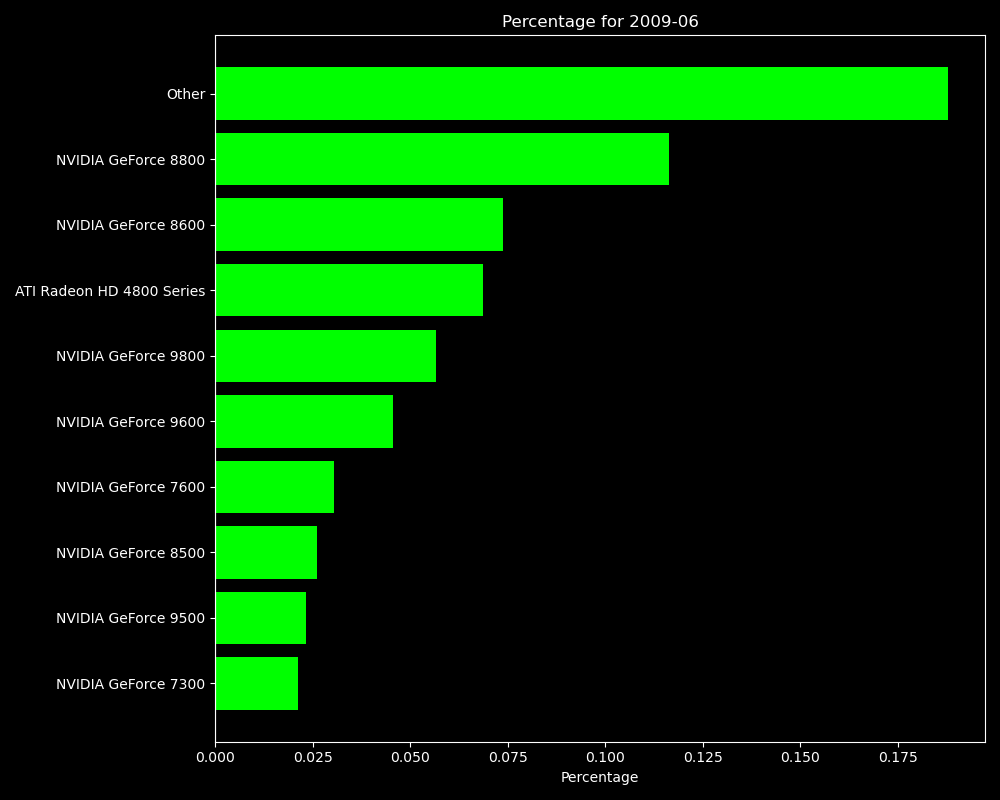 Percentage for 2009-06
Other
NVIDIA GeForce 8800
NVIDIA GeForce 8600
ATI Radeon HD 4800 Series
NVIDIA GeForce 9800
NVIDIA GeForce 9600
NVIDIA GeForce 7600
NVIDIA GeForce 8500
NVIDIA GeForce 9500
NVIDIA GeForce 7300
0.000 0.025 0.050 0.075 0.100 0.125 0.150 0.175
Percentage